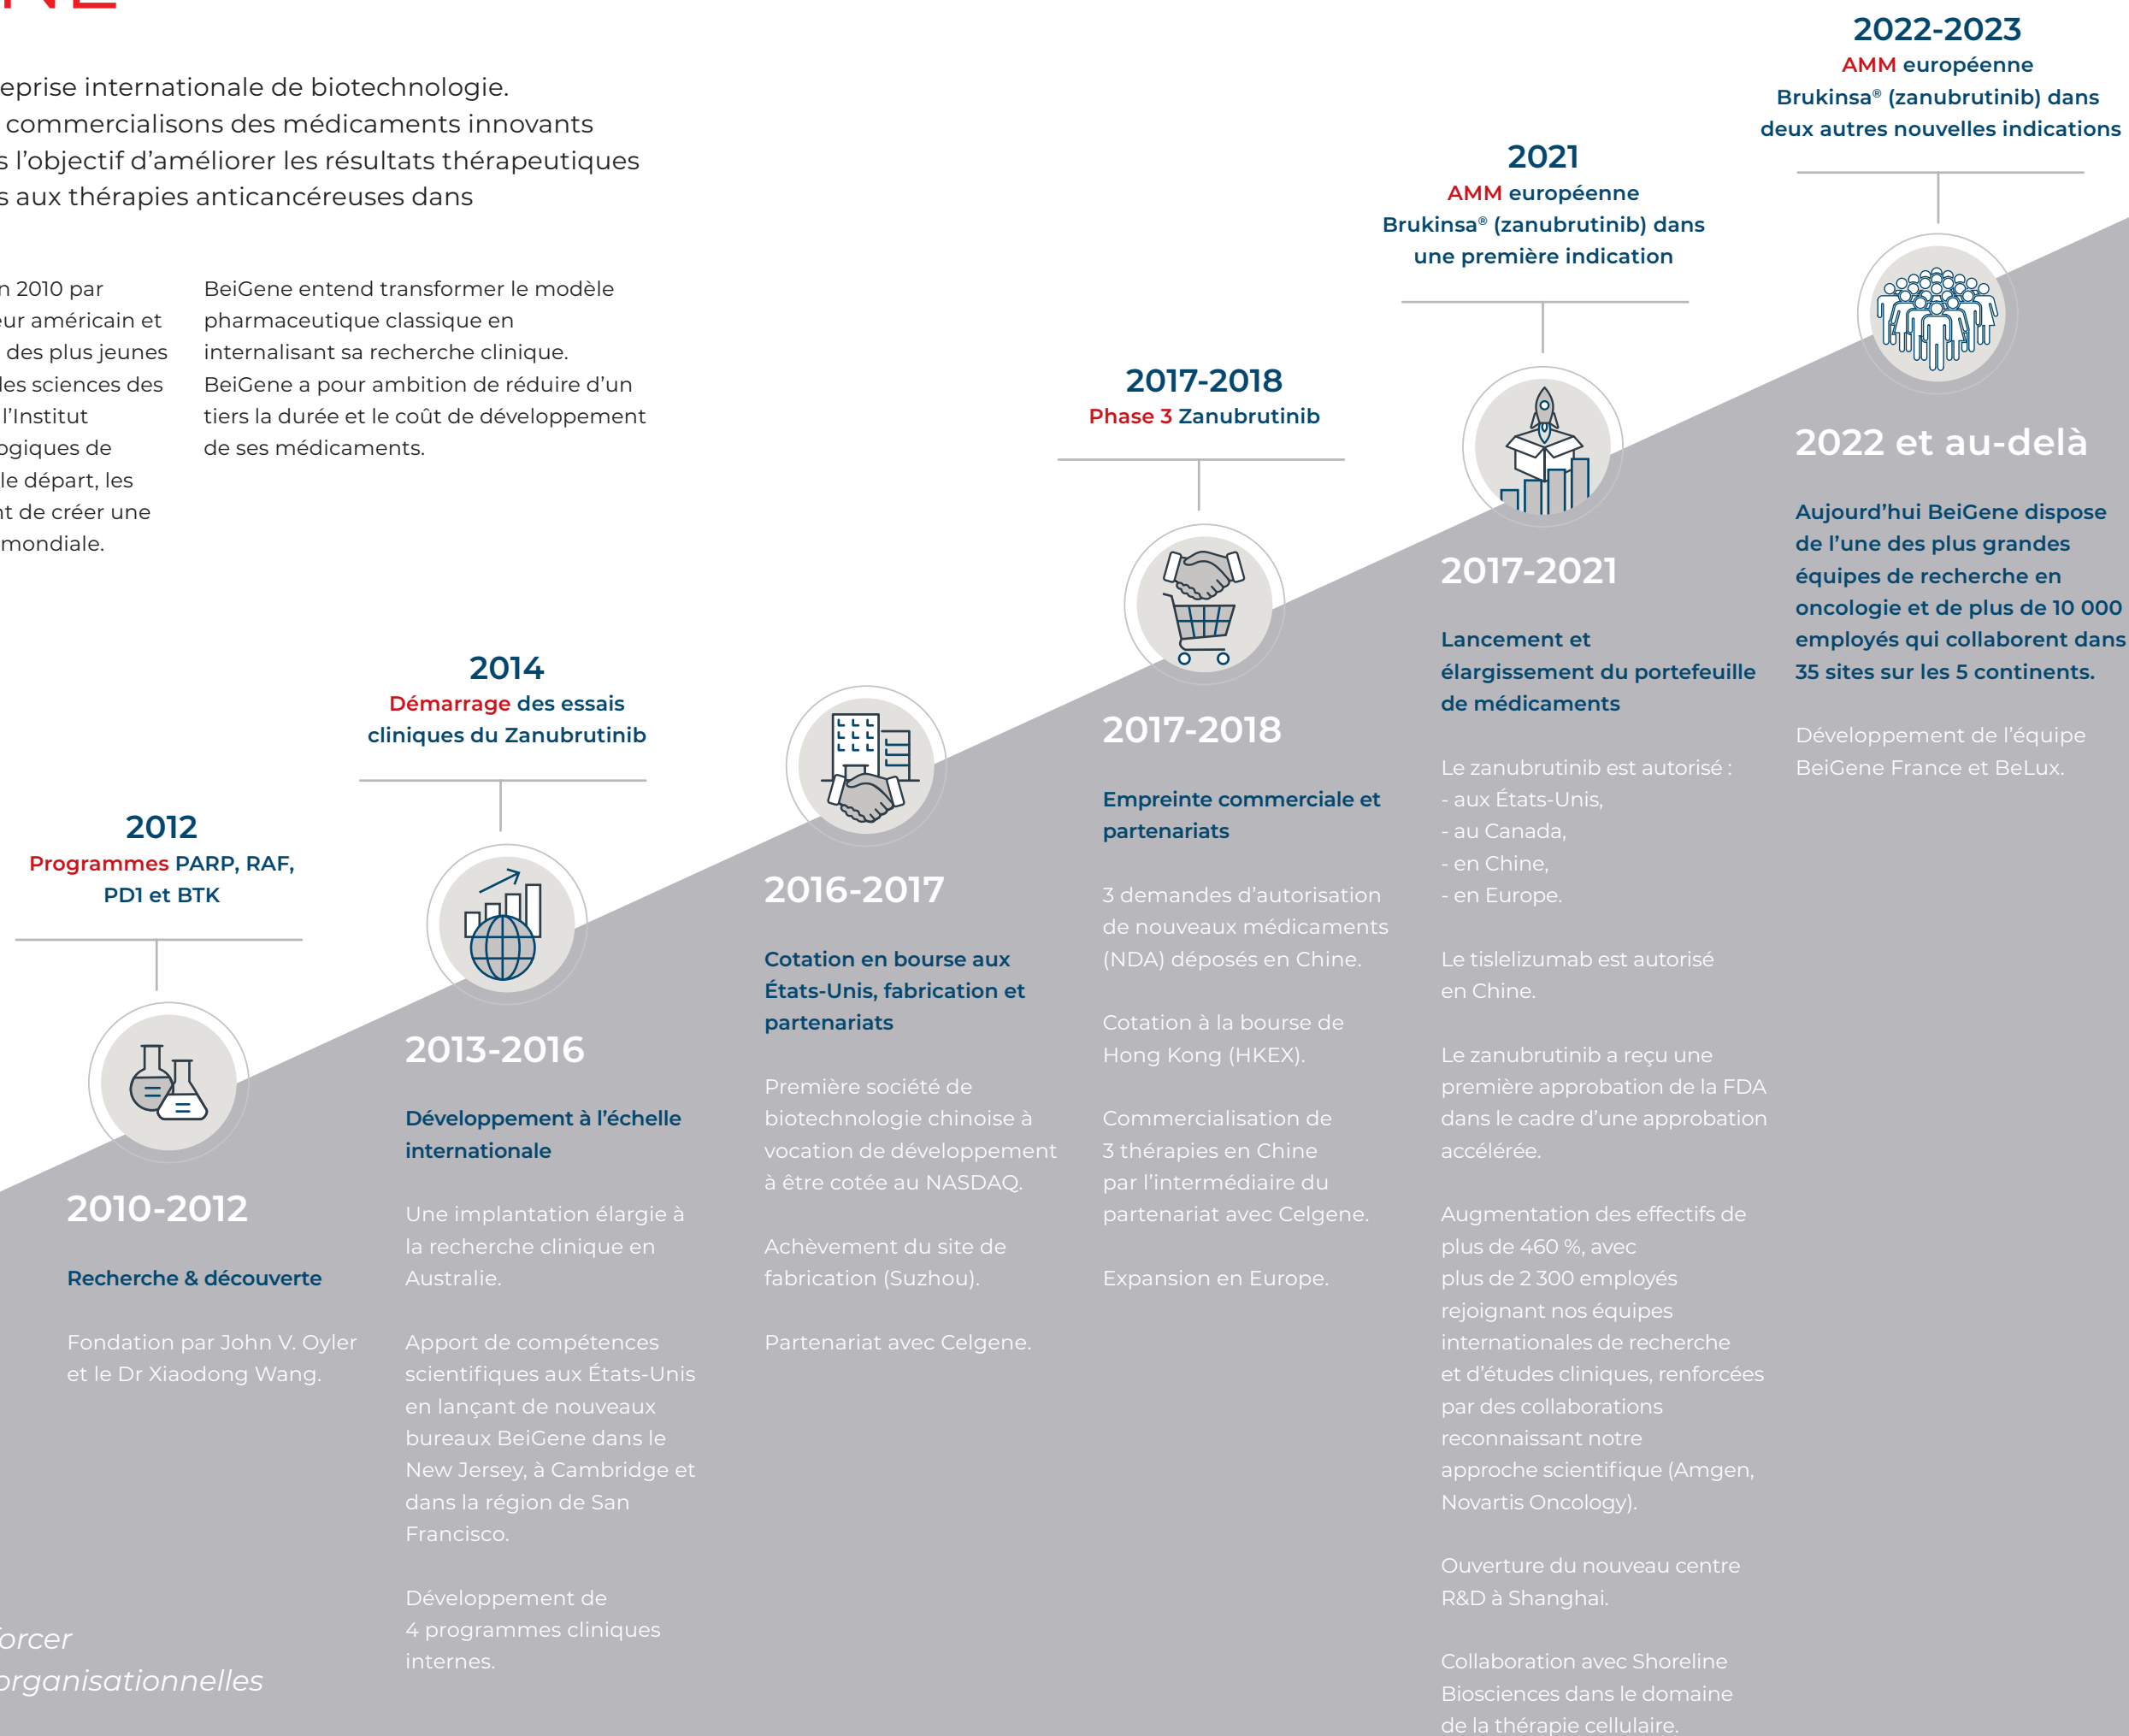 NE
eprise internationale de biotechnologie.
commercialisons des médicaments innovants
s l’objectif d’améliorer les résultats thérapeutiques
s aux thérapies anticancéreuses dans
n 2010 par
eur américain et
des plus jeunes
les sciences des
l’Institut
ogiques de
le départ, les
nt de créer une
mondiale.
BeiGene entend transformer le modèle
pharmaceutique classique en
internalisant sa recherche clinique.
BeiGene a pour ambition de réduire d’un
tiers la durée et le coût de développement
de ses médicaments.
2012
Programmes PARP, RAF,
PD1 et BTK
2010-2012
Recherche & découverte
Fondation par John V. Oyler
et le Dr Xiaodong Wang.
2014
Démarrage des essais
cliniques du Zanubrutinib
2013-2016
Développement à l’échelle
internationale
Une implantation élargie à
la recherche clinique en
Australie.
Apport de compétences
scientifiques aux États-Unis
en lançant de nouveaux
bureaux BeiGene dans le
New Jersey, à Cambridge et
dans la région de San
Francisco.
Développement de
4 programmes cliniques
internes.
2016-2017
Cotation en bourse aux
États-Unis, fabrication et
partenariats
Première société de
biotechnologie chinoise à
vocation de développement
à être cotée au NASDAQ.
Achèvement du site de
fabrication (Suzhou).
Partenariat avec Celgene.
2017-2018
Phase 3 Zanubrutinib
2017-2018
Empreinte commerciale et
partenariats
3 demandes d’autorisation
de nouveaux médicaments
(NDA) déposés en Chine.
Cotation à la bourse de
Hong Kong (HKEX).
Commercialisation de
3 thérapies en Chine
par l’intermédiaire du
partenariat avec Celgene.
Expansion en Europe.
2021
AMM européenne
Brukinsa® (zanubrutinib) dans
une première indication
2017-2021
Lancement et
élargissement du portefeuille
de médicaments
Le zanubrutinib est autorisé :
- aux États-Unis,
- au Canada,
- en Chine,
- en Europe.
Le tislelizumab est autorisé
en Chine.
Le zanubrutinib a reçu une
première approbation de la FDA
dans le cadre d’une approbation
accélérée.
Augmentation des effectifs de
plus de 460 %, avec
plus de 2 300 employés
rejoignant nos équipes
internationales de recherche
et d’études cliniques, renforcées
par des collaborations
reconnaissant notre
approche scientifique (Amgen,
Novartis Oncology).
Ouverture du nouveau centre
R&D à Shanghai.
Collaboration avec Shoreline
Biosciences dans le domaine
de la thérapie cellulaire.
2022-2023
AMM européenne
Brukinsa® (zanubrutinib) dans
deux autres nouvelles indications
2022 et au-delà
Aujourd’hui BeiGene dispose
de l’une des plus grandes
équipes de recherche en
oncologie et de plus de 10 000
employés qui collaborent dans
35 sites sur les 5 continents.
Développement de l’équipe
BeiGene France et BeLux.
forcer
organisationnelles